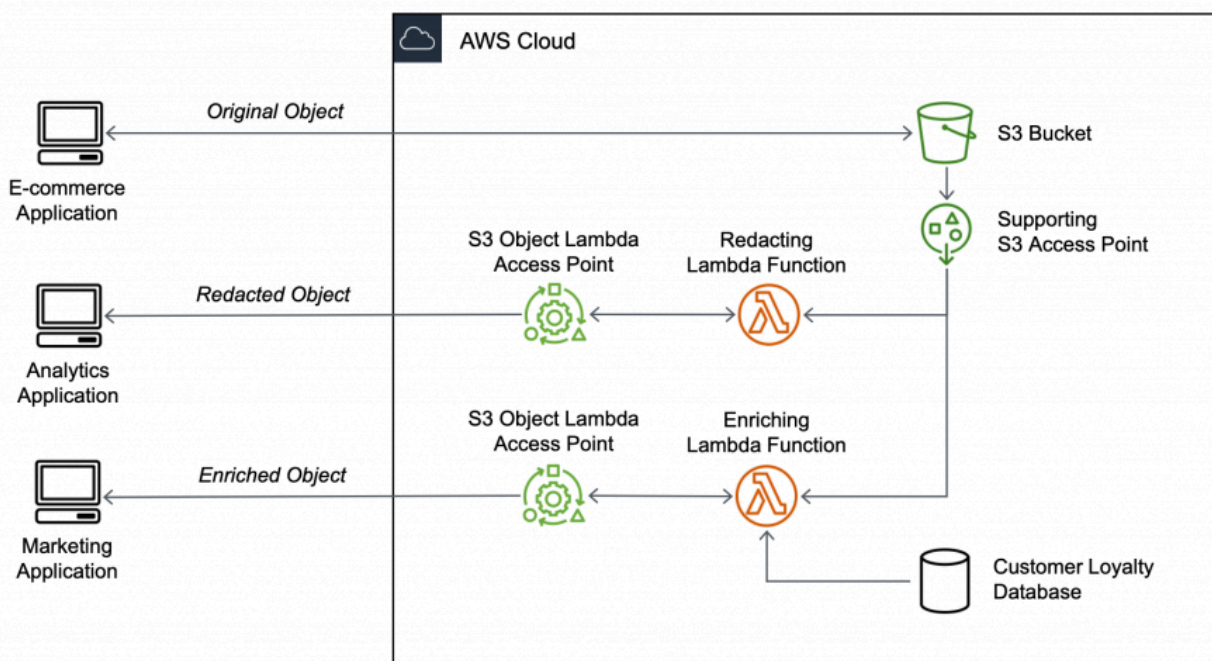 AWS Cloud
Original Object
S3 Bucket
E-commerce
Application
Supporting
S3 Access Point
S3 Object Lambda
Access Point
Redacting
Lambda Function
Redacted Object
Analytics
Application
S3 Object Lambda
Access Point
Enriching
Lambda Function
Enriched Object
Marketing
Application
Customer Loyalty
Database